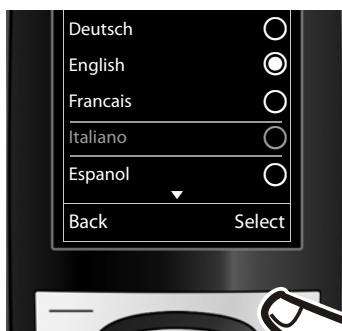 Deutsch
English
Francais
Italiano
Espanol
Back Select